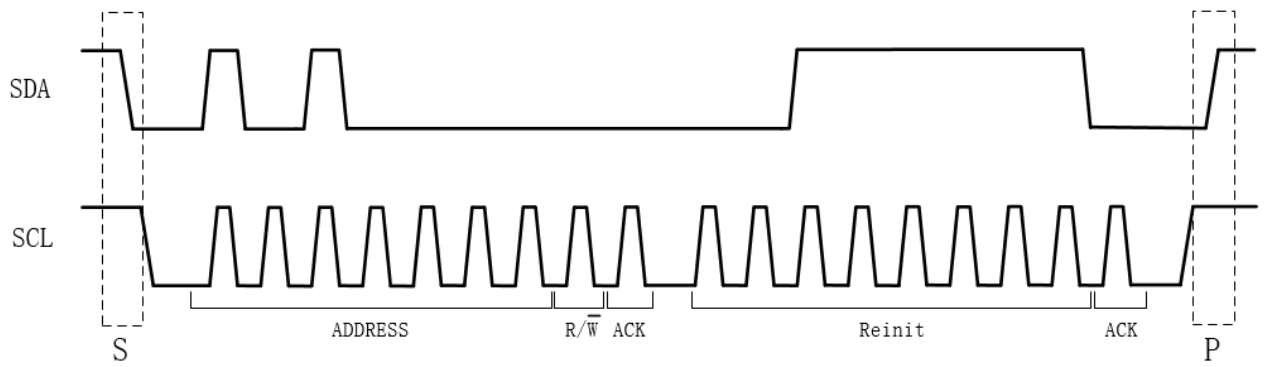 SDA
SCL
ADDRESS
R/W̅
ACK
Reinit
ACK
S
P